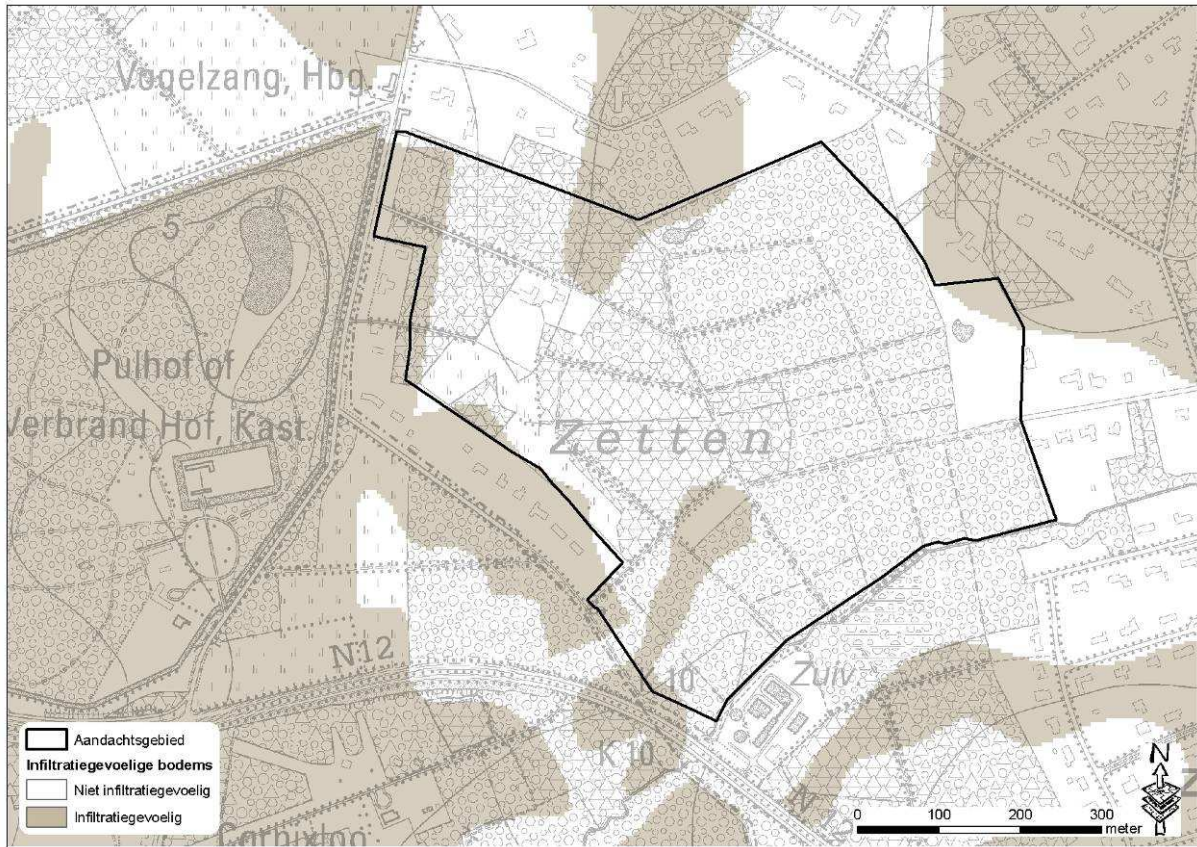 Vogelzang, Hbg.
5
Pulhof of
Verbrand Hof, Kast.
Zetten
N12
K 10
Zuiv.
K 10
N
Aandachtsgebied
Infiltratiegevoelige bodems
Niet infiltratiegevoelig
Infiltratiegevoelig
N
0 100 200 300
meter
Z